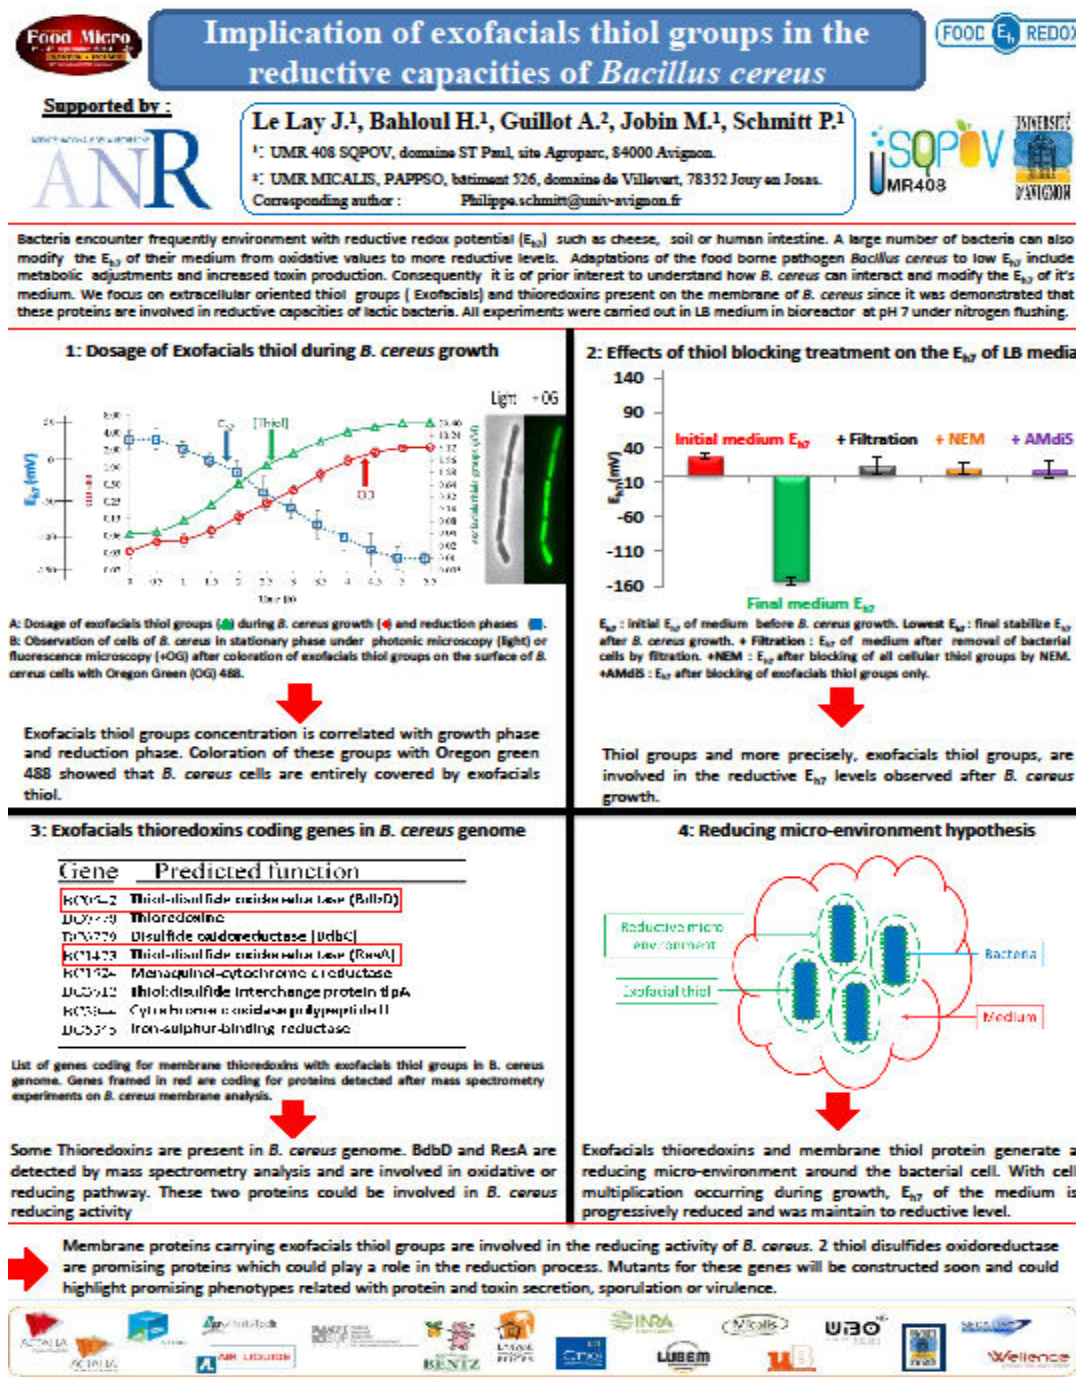 Food Micro
Implication of exofacials thiol groups in the
reductive capacities of Bacillus cereus
FOOD Eh REDOX
Supported by :
ANR
Le Lay J.¹, Bahloul H.¹, Guillot A.², Jobin M.¹, Schmitt P.¹
¹: UMR 408 SQPOV, domaine ST Paul, site Agroparc, 84000 Avignon.
²: UMR MICALIS, PAPPSO, bâtiment 526, domaine de Villevert, 78352 Jouy en Josas.
Corresponding author : Philippe.schmitt@univ-avignon.fr
SQPOV
UMR408
UNIVERSITÉ
D'AVIGNON
Bacteria encounter frequently environment with reductive redox potential (Eh7) such as cheese, soil or human intestine. A large number of bacteria can also
modify the Eh7 of their medium from oxidative values to more reductive levels. Adaptations of the food borne pathogen Bacillus cereus to low Eh7 include
metabolic adjustments and increased toxin production. Consequently it is of prior interest to understand how B. cereus can interact and modify the Eh7 of it's
medium. We focus on extracellular oriented thiol groups ( Exofacials) and thioredoxins present on the membrane of B. cereus since it was demonstrated that
these proteins are involved in reductive capacities of lactic bacteria. All experiments were carried out in LB medium in bioreactor at pH 7 under nitrogen flushing.
1: Dosage of Exofacials thiol during B. cereus growth
Light + OG
Eh7
[Thiol]
OD
Eh7 (mV)
Time (h)
A: Dosage of exofacials thiol groups ( ) during B. cereus growth ( ) and reduction phases ( ).
B: Observation of cells of B. cereus in stationary phase under photonic microscopy (light) or
fluorescence microscopy (+OG) after coloration of exofacials thiol groups on the surface of B.
cereus cells with Oregon Green (OG) 488.
Exofacials thiol groups concentration is correlated with growth phase
and reduction phase. Coloration of these groups with Oregon green
488 showed that B. cereus cells are entirely covered by exofacials
thiol.
2: Effects of thiol blocking treatment on the Eh7 of LB media
140
90
40
-10
-60
-110
-160
Eh7(mV)
Initial medium Eh7 + Filtration + NEM + AMdiS
Final medium Eh7
Eh7 : initial Eh7 of medium before B. cereus growth. Lowest Eh7 : final stabilize Eh7
after B. cereus growth. + Filtration : Eh7 of medium after removal of bacterial
cells by filtration. +NEM : Eh7 after blocking of all cellular thiol groups by NEM.
+AMdiS : Eh7 after blocking of exofacials thiol groups only.
Thiol groups and more precisely, exofacials thiol groups, are
involved in the reductive Eh7 levels observed after B. cereus
growth.
3: Exofacials thioredoxins coding genes in B. cereus genome
Gene Predicted function
Thiol-disulfide oxidoreductase (BdbD)
Thioredoxine
Disulfide oxidoreductase (BdbC)
BC1473 Thiol-disulfide oxidoreductase (ResA)
Menaquinol-cytochrome c reductase
Thiol:disulfide interchange protein tlpA
Cytochrome c oxidase polypeptide II
Iron-sulphur-binding reductase
List of genes coding for membrane thioredoxins with exofacials thiol groups in B. cereus
genome. Genes framed in red are coding for proteins detected after mass spectrometry
experiments on B. cereus membrane analysis.
Some Thioredoxins are present in B. cereus genome. BdbD and ResA are
detected by mass spectrometry analysis and are involved in oxidative or
reducing pathway. These two proteins could be involved in B. cereus
reducing activity
4: Reducing micro-environment hypothesis
Reductive micro
environment
Exofacial thiol
Bacteria
Medium
Exofacials thioredoxins and membrane thiol protein generate a
reducing micro-environment around the bacterial cell. With cell
multiplication occurring during growth, Eh7 of the medium is
progressively reduced and was maintain to reductive level.
Membrane proteins carrying exofacials thiol groups are involved in the reducing activity of B. cereus. 2 thiol disulfides oxidoreductase
are promising proteins which could play a role in the reduction process. Mutants for these genes will be constructed soon and could
highlight promising phenotypes related with protein and toxin secretion, sporulation or virulence.
ACTALIA
ACTALIA
AIR LIQUIDE
BENTZ
INRA
LUBEM
Micalis
UB
UBO
Wellience